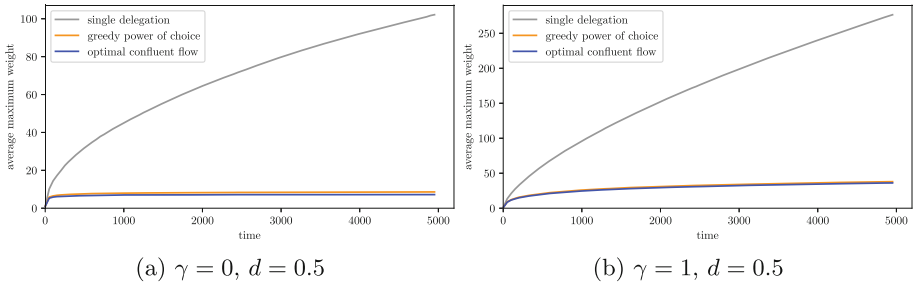 average maximum weight
100
80
60
40
20
0
single delegation
greedy power of choice
optimal confluent flow
0 1000 2000 3000 4000 5000
time
(a) γ = 0, d = 0.5
average maximum weight
250
200
150
100
50
0
single delegation
greedy power of choice
optimal confluent flow
0 1000 2000 3000 4000 5000
time
(b) γ = 1, d = 0.5